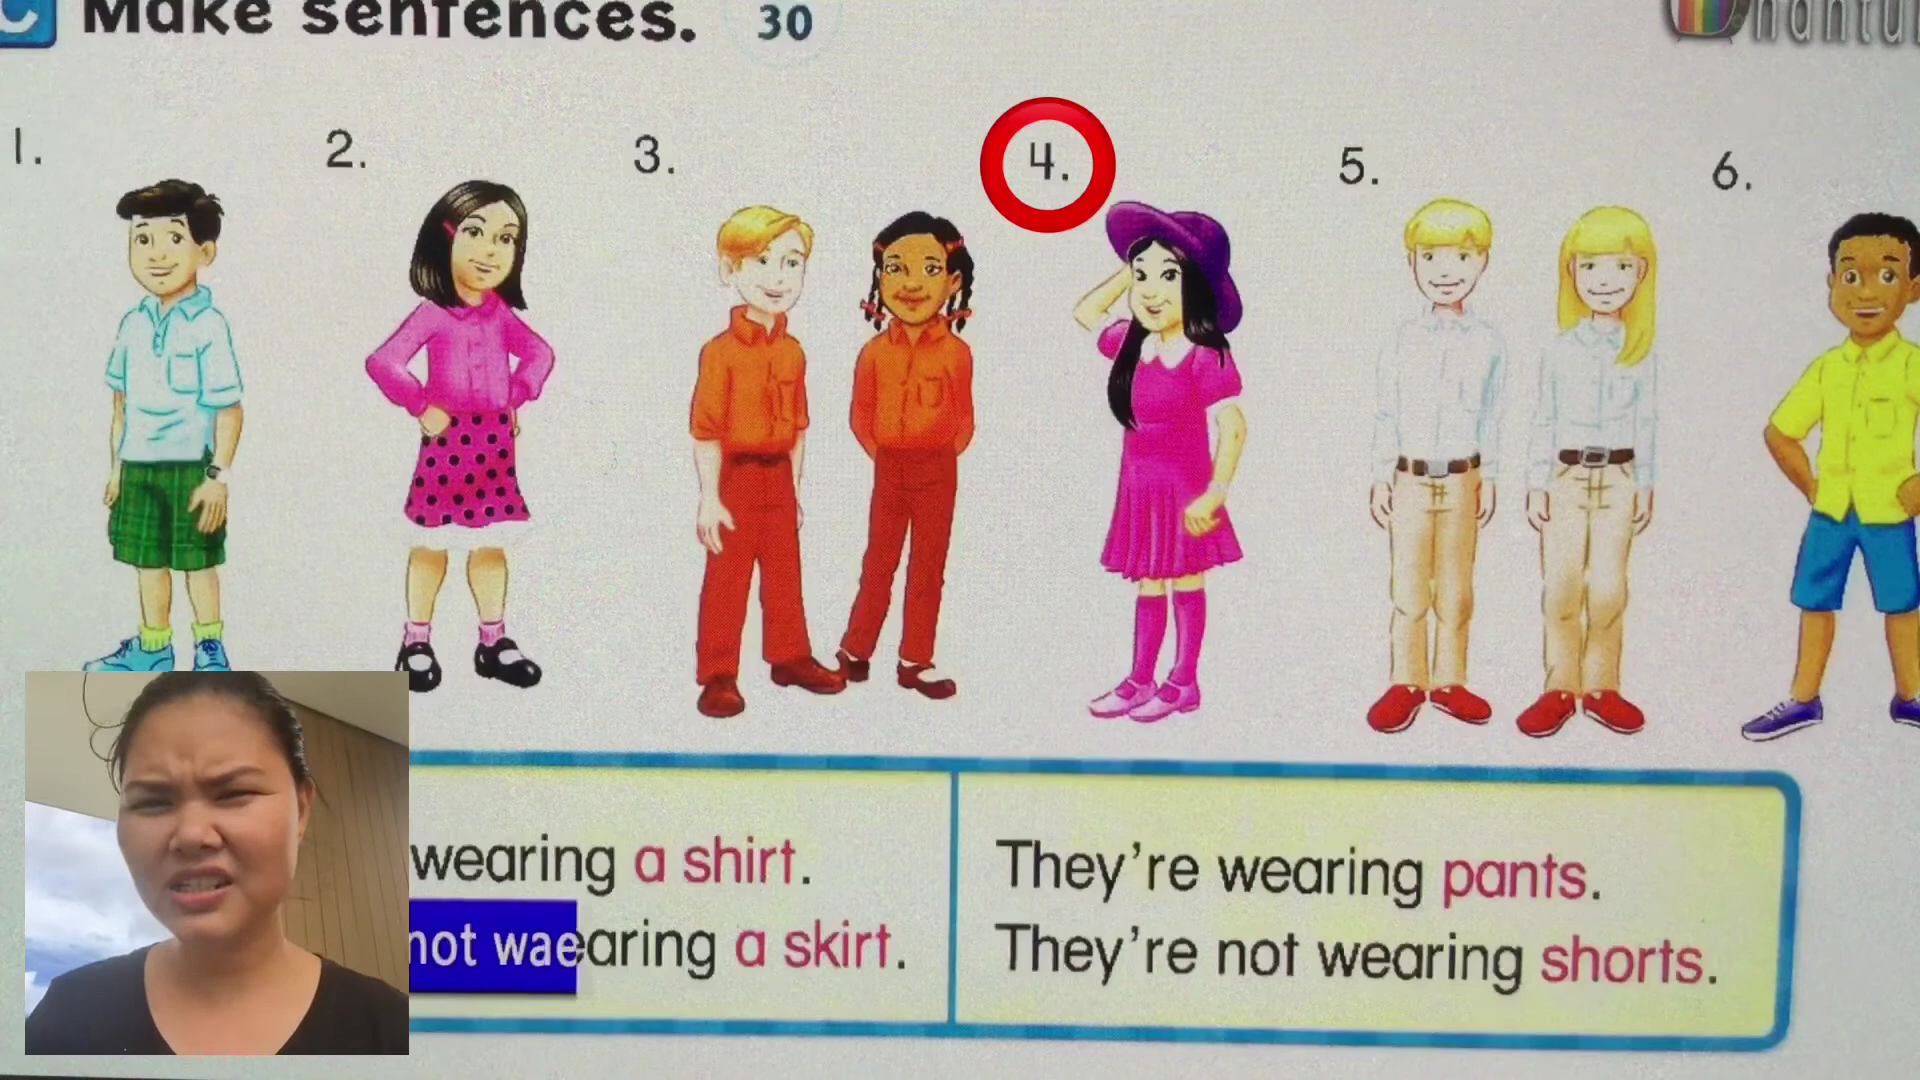 C Make sentences. 30
1. 2. 3. 4. 5. 6.
wearing a shirt.
not waearing a skirt.
They're wearing pants.
They're not wearing shorts.